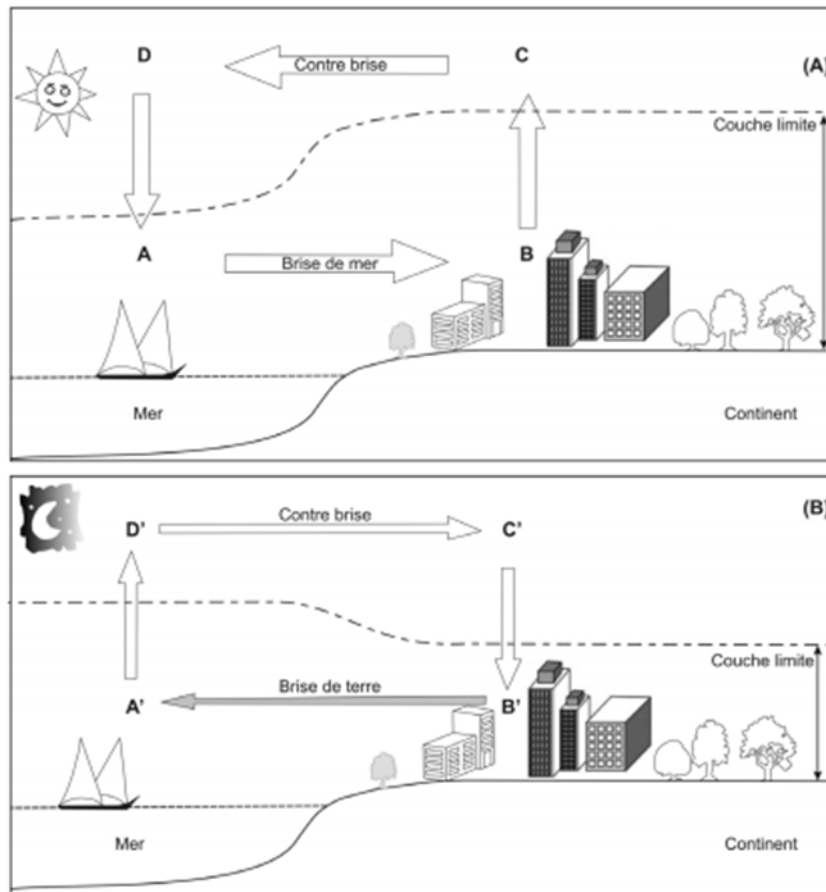 D
Contre brise
C
(A)
Couche limite
A
Brise de mer
B
Mer
Continent
(B)
D’
Contre brise
C’
Couche limite
A’
Brise de terre
B’
Mer
Continent